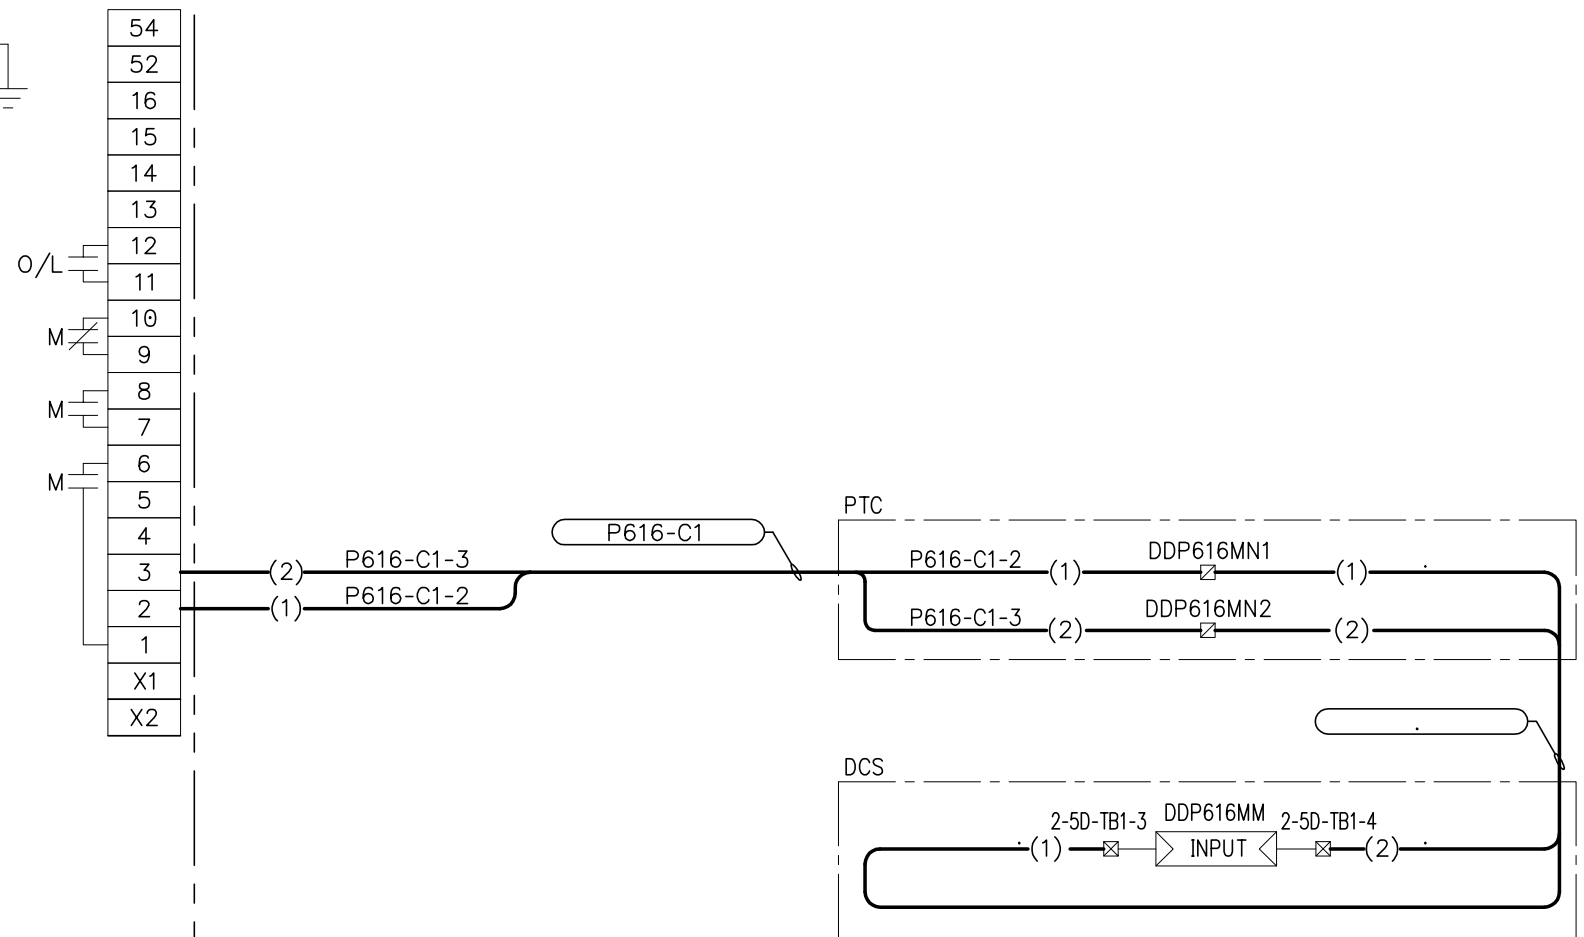 54
52
16
15
14
13
12
O/L
11
10
M
9
8
M
7
6
M
5
4
3
2
1
X1
X2
(2)
P616-C1-3
(1)
P616-C1-2
P616-C1
PTC
P616-C1-2
(1)
DDP616MN1
(1)
P616-C1-3
(2)
DDP616MN2
(2)
DCS
2-5D-TB1-3
DDP616MM
2-5D-TB1-4
(1)
INPUT
(2)